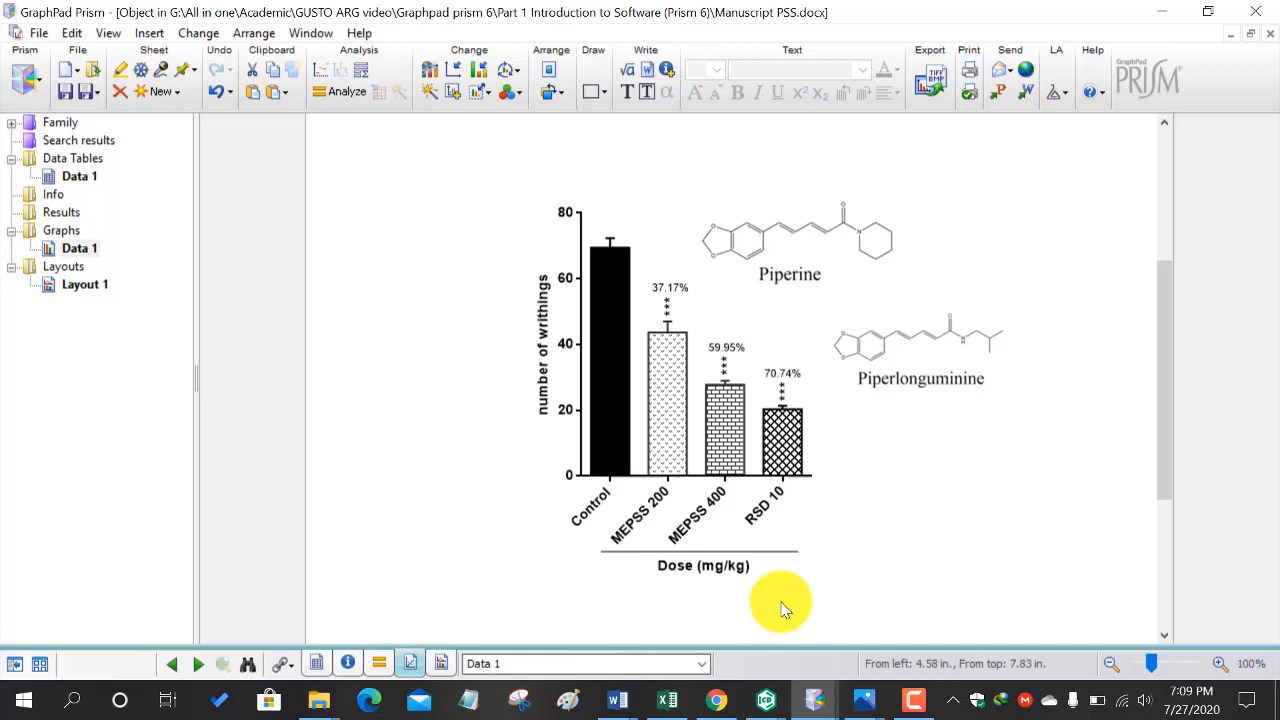 GraphPad Prism - [Object in G:\All in one\Academic\GUSTO ARG video\Graphpad prism 6\Part 1 Introduction to Software (Prism 6)\Manuscript PSS.docx]
File Edit View Insert Change Arrange Window Help
Prism File Sheet Undo Clipboard Analysis Change Arrange Draw Write Text Export Print Send LA Help
New
Analyze
GraphPad
PRISM
TIFF
BMP
Family
Search results
Data Tables
Data 1
Info
Results
Graphs
Data 1
Layouts
Layout 1
number of writhings
80
60
40
20
0
37.17%
***
59.95%
***
70.74%
***
Control
MEPSS 200
MEPSS 400
RSD 10
Dose (mg/kg)
O
O
O
N
Piperine
O
O
O
N
H
Piperlonguminine
Data 1
From left: 4.58 in. From top: 7.83 in.
100%
7:09 PM
7/27/2020